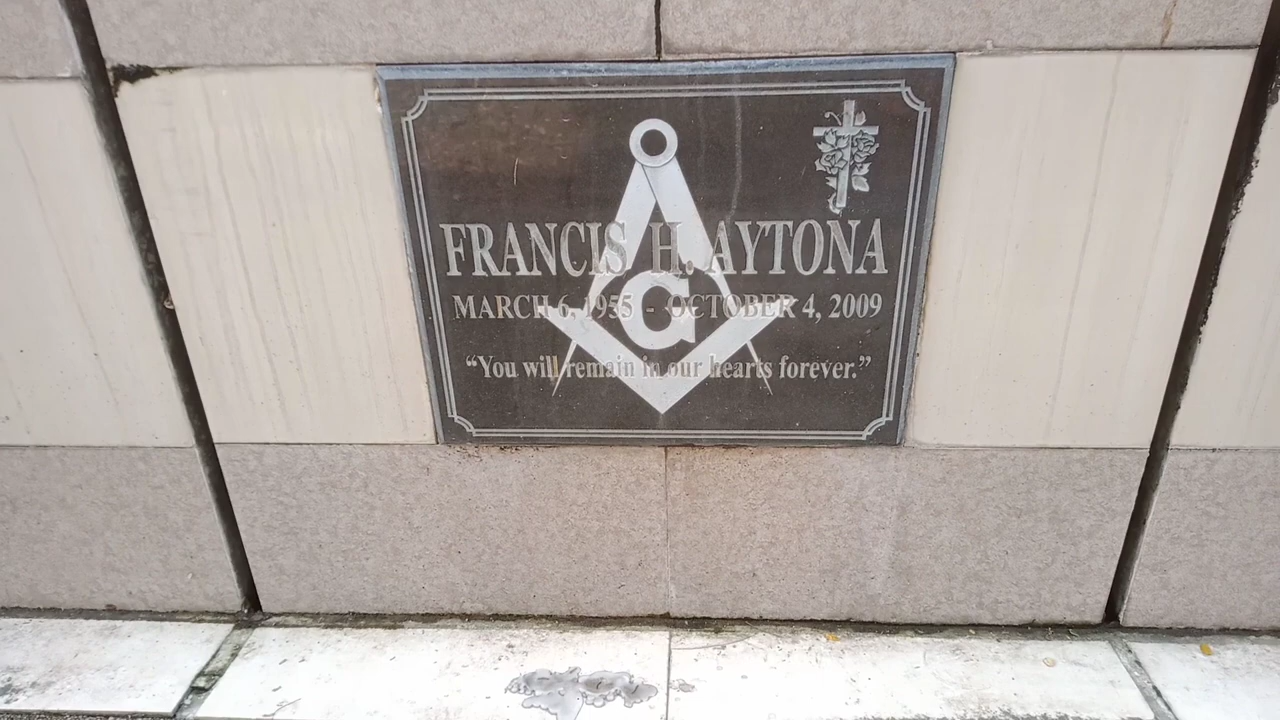 FRANCIS H. AYTONA
MARCH 6, 1955 - OCTOBER 4, 2009
G
“You will remain in our hearts forever.”